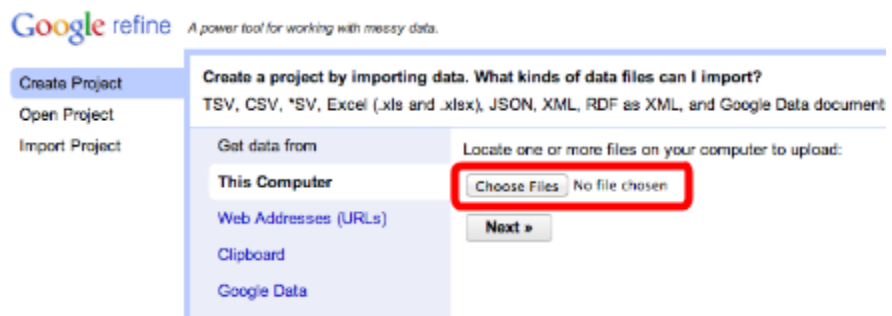 Google refine A power tool for working with messy data.
Create Project
Open Project
Import Project
Create a project by importing data. What kinds of data files can I import?
TSV, CSV, *SV, Excel (.xls and .xlsx), JSON, XML, RDF as XML, and Google Data document
Get data from
This Computer
Web Addresses (URLs)
Clipboard
Google Data
Locate one or more files on your computer to upload:
Choose Files No file chosen
Next »